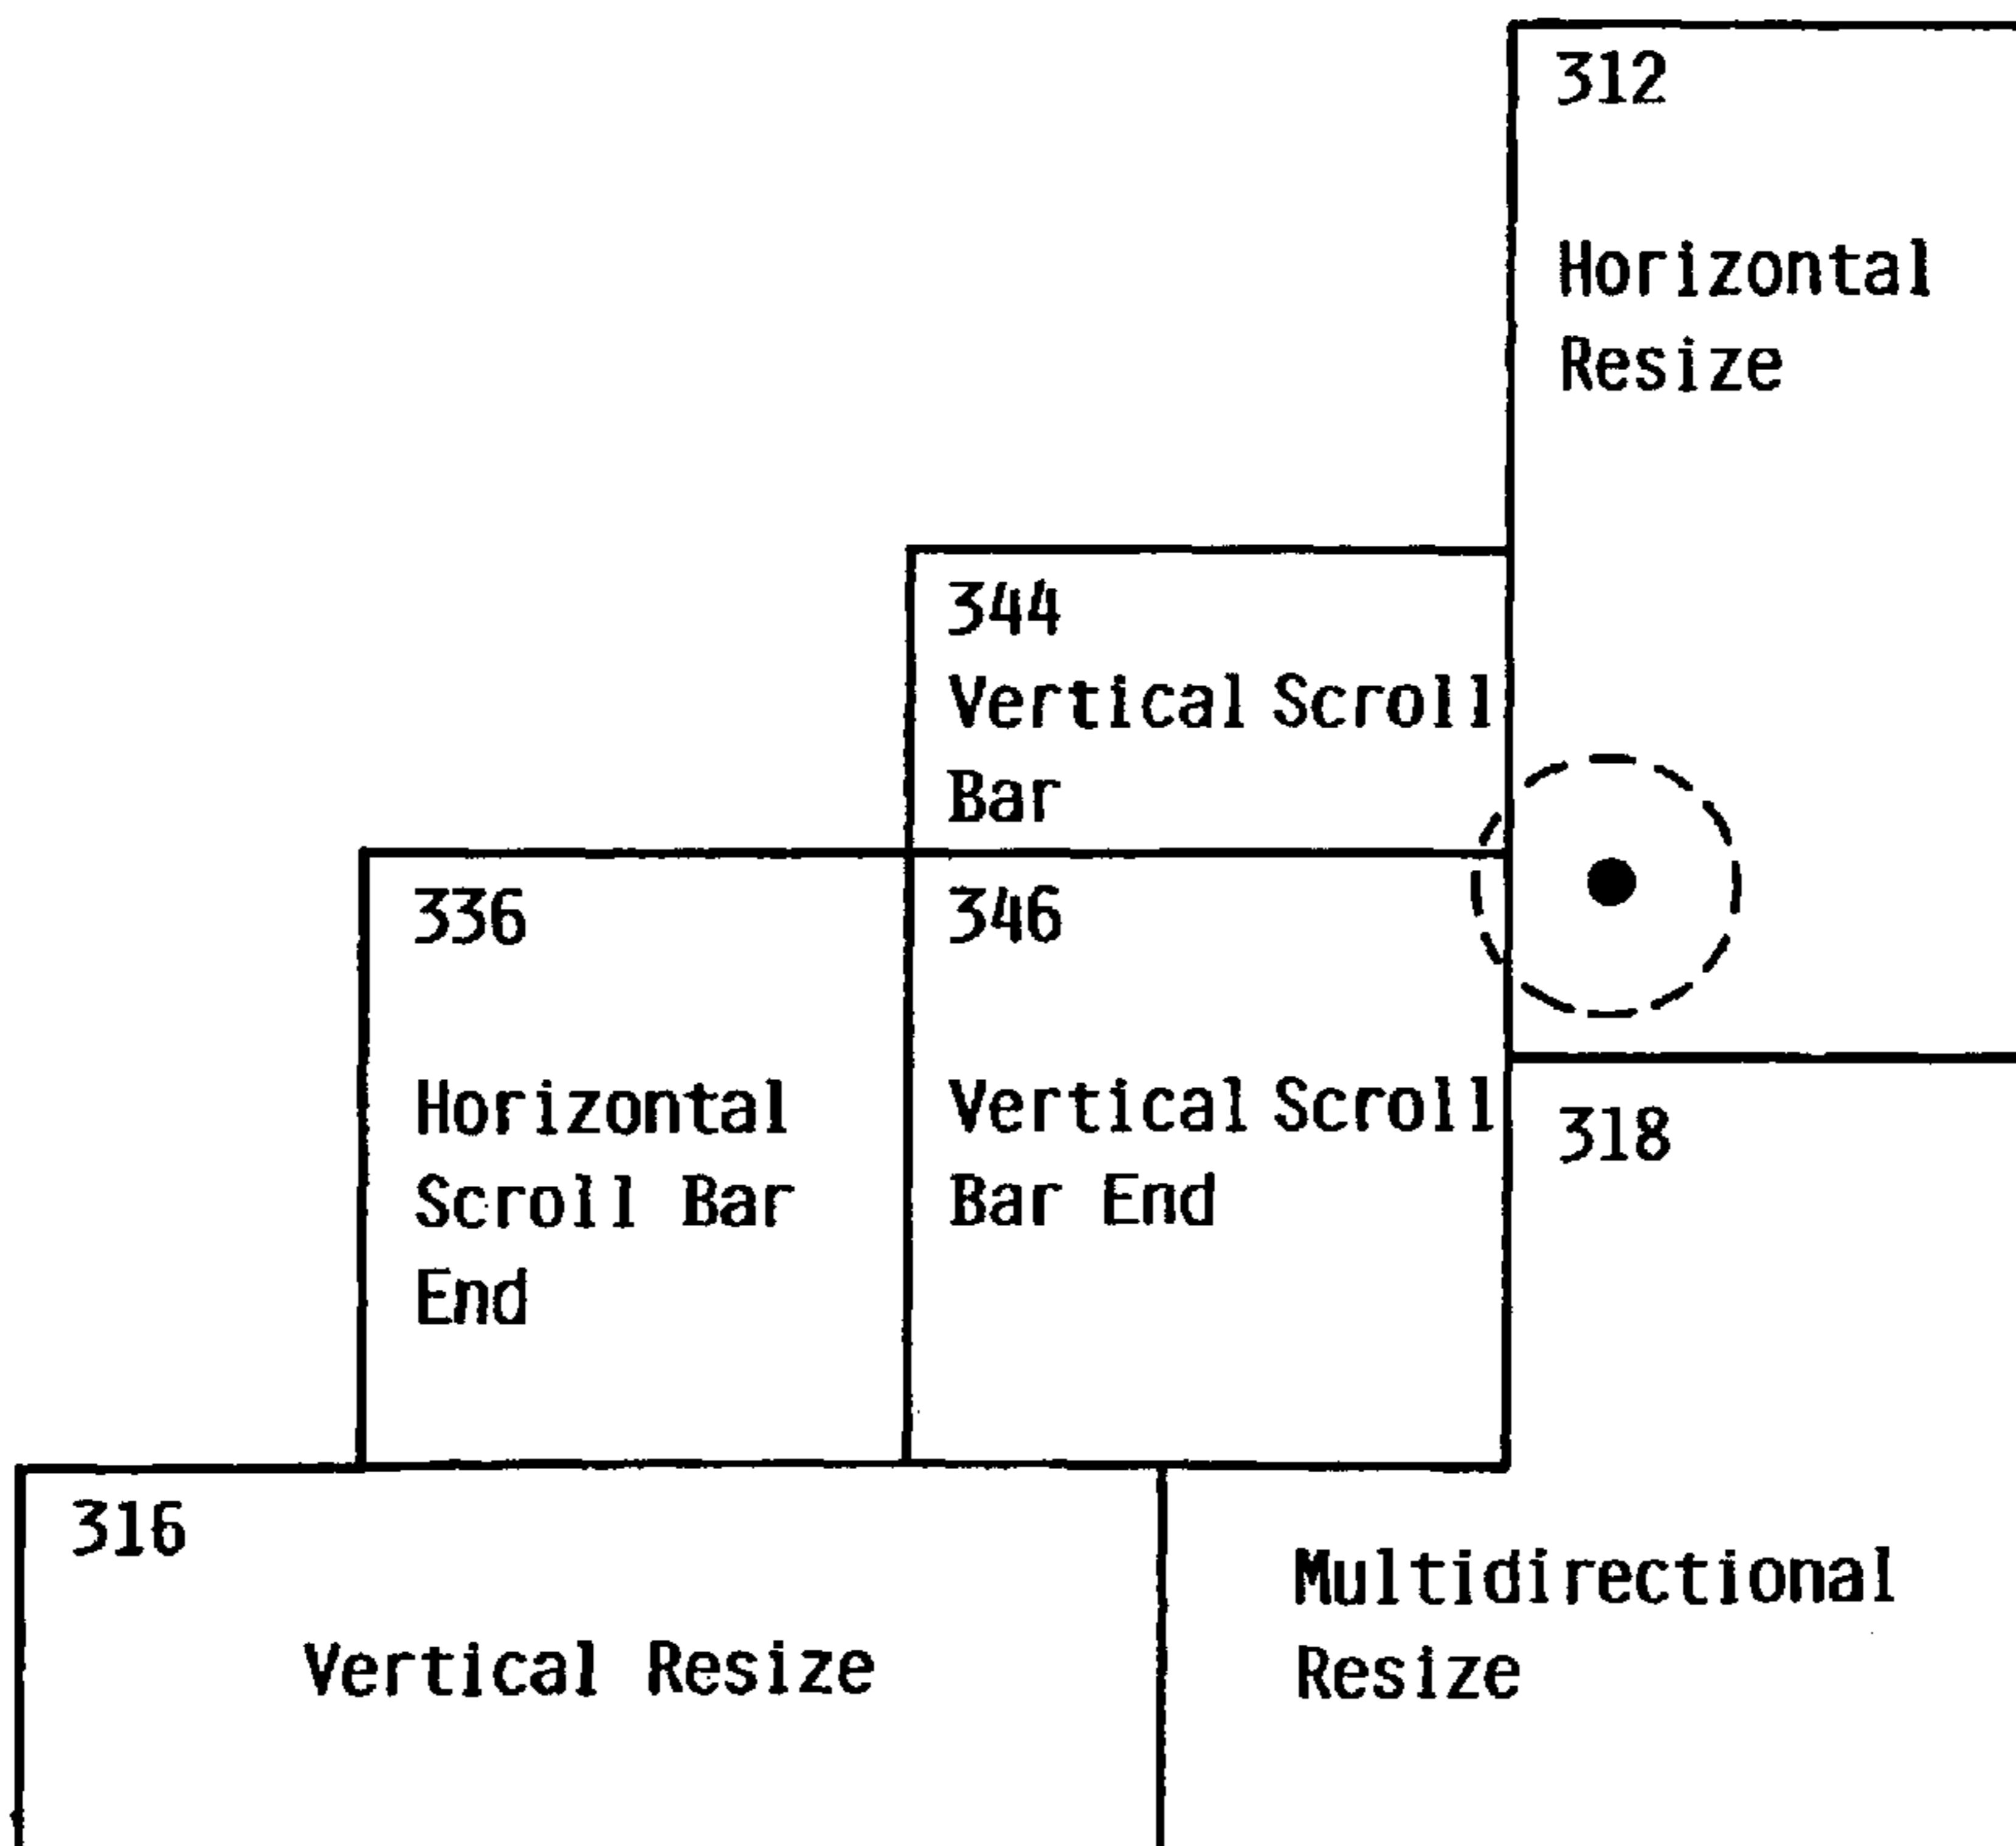 312
Horizontal
Resize
344
Vertical Scroll
Bar
336
Horizontal
Scroll Bar
End
346
Vertical Scroll
Bar End
318
Multidirectional
Resize
316
Vertical Resize